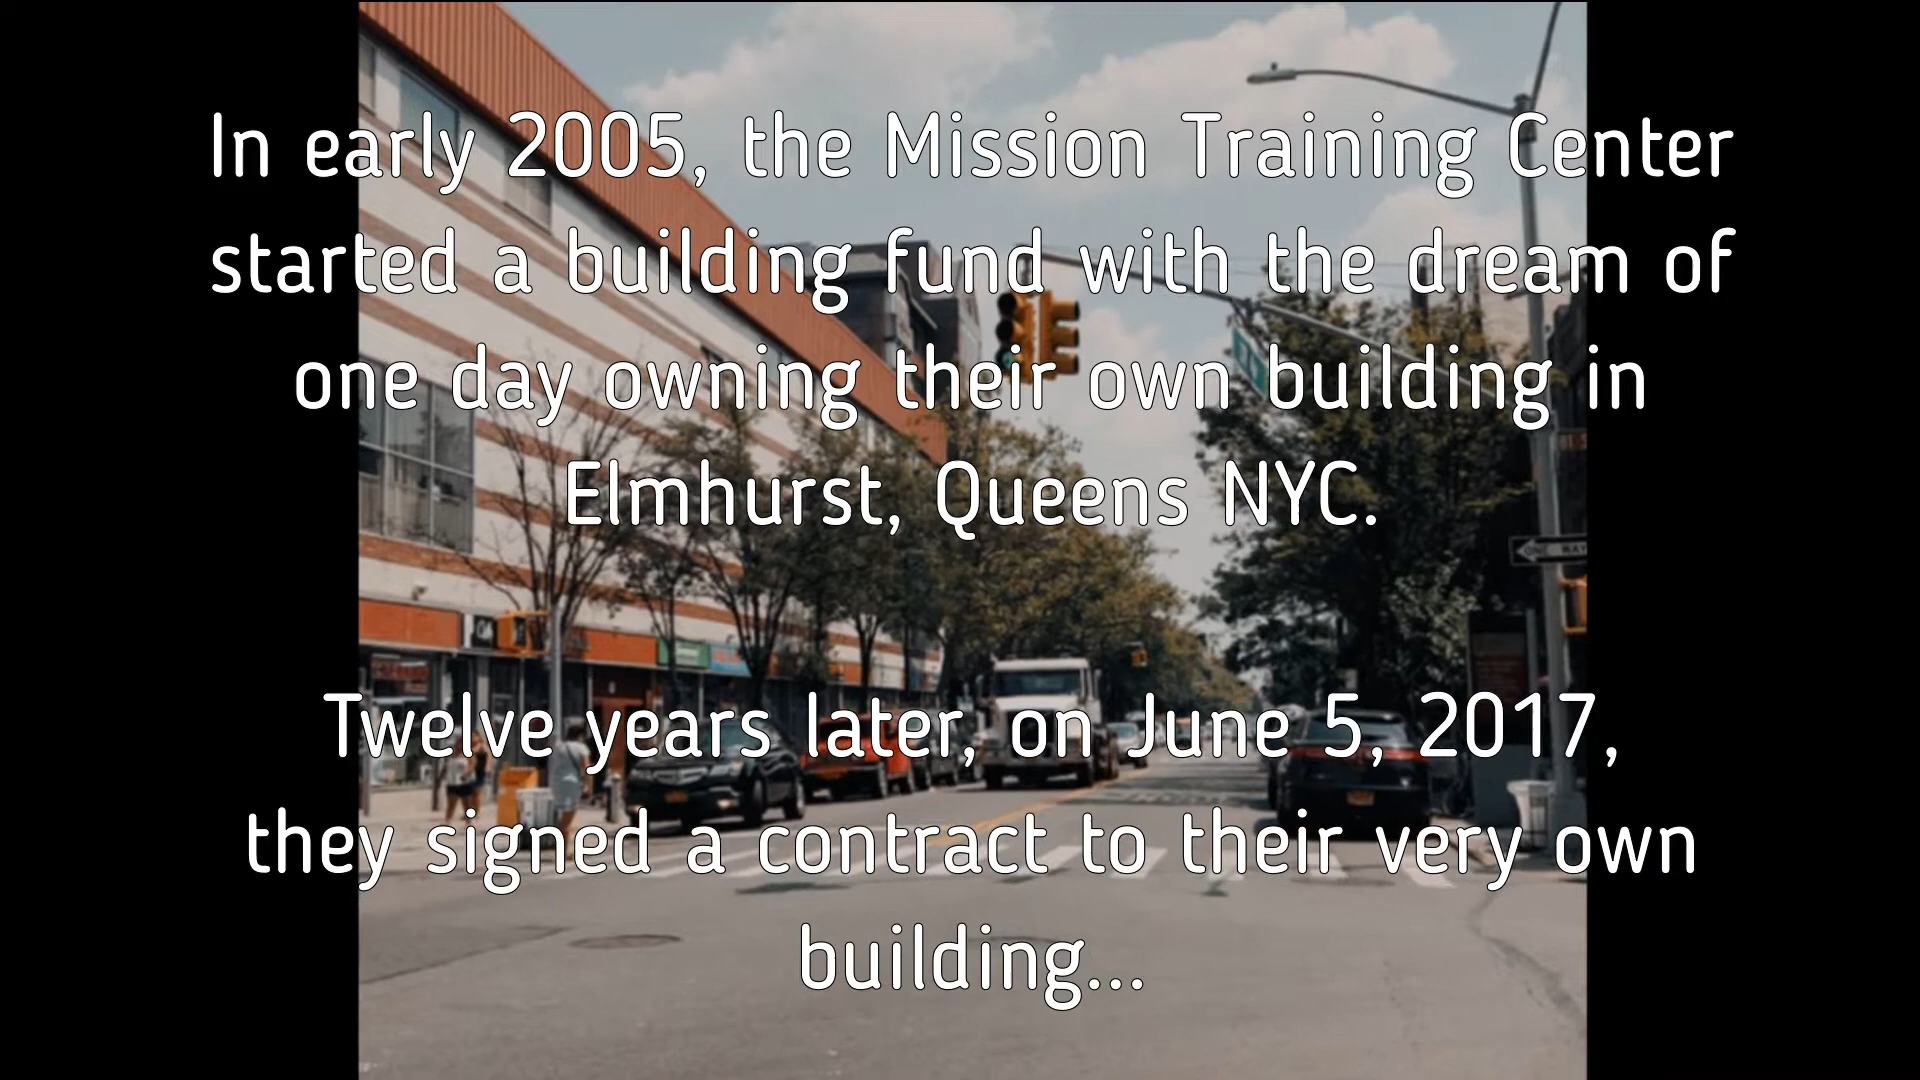 In early 2005, the Mission Training Center
started a building fund with the dream of
one day owning their own building in
Elmhurst, Queens NYC.
Twelve years later, on June 5, 2017,
they signed a contract to their very own
building...
ONE WAY